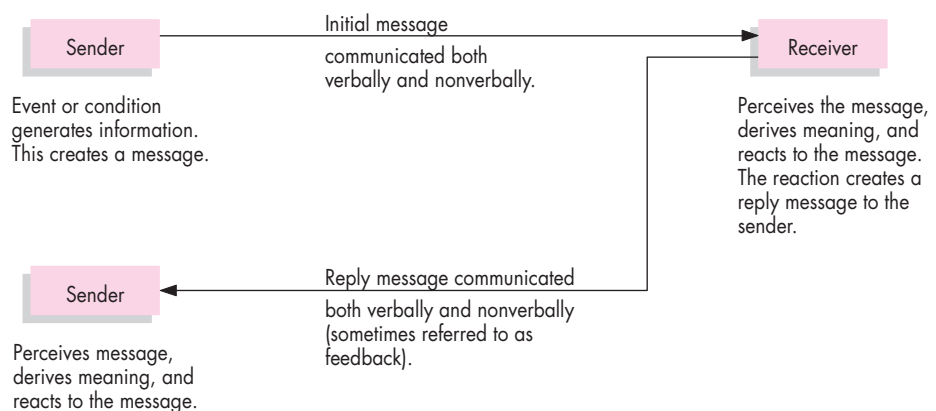 Sender
Initial message
communicated both
verbally and nonverbally.
Receiver
Event or condition
generates information.
This creates a message.
Perceives the message,
derives meaning, and
reacts to the message.
The reaction creates a
reply message to the
sender.
Sender
Reply message communicated
both verbally and nonverbally
(sometimes referred to as
feedback).
Perceives message,
derives meaning, and
reacts to the message.